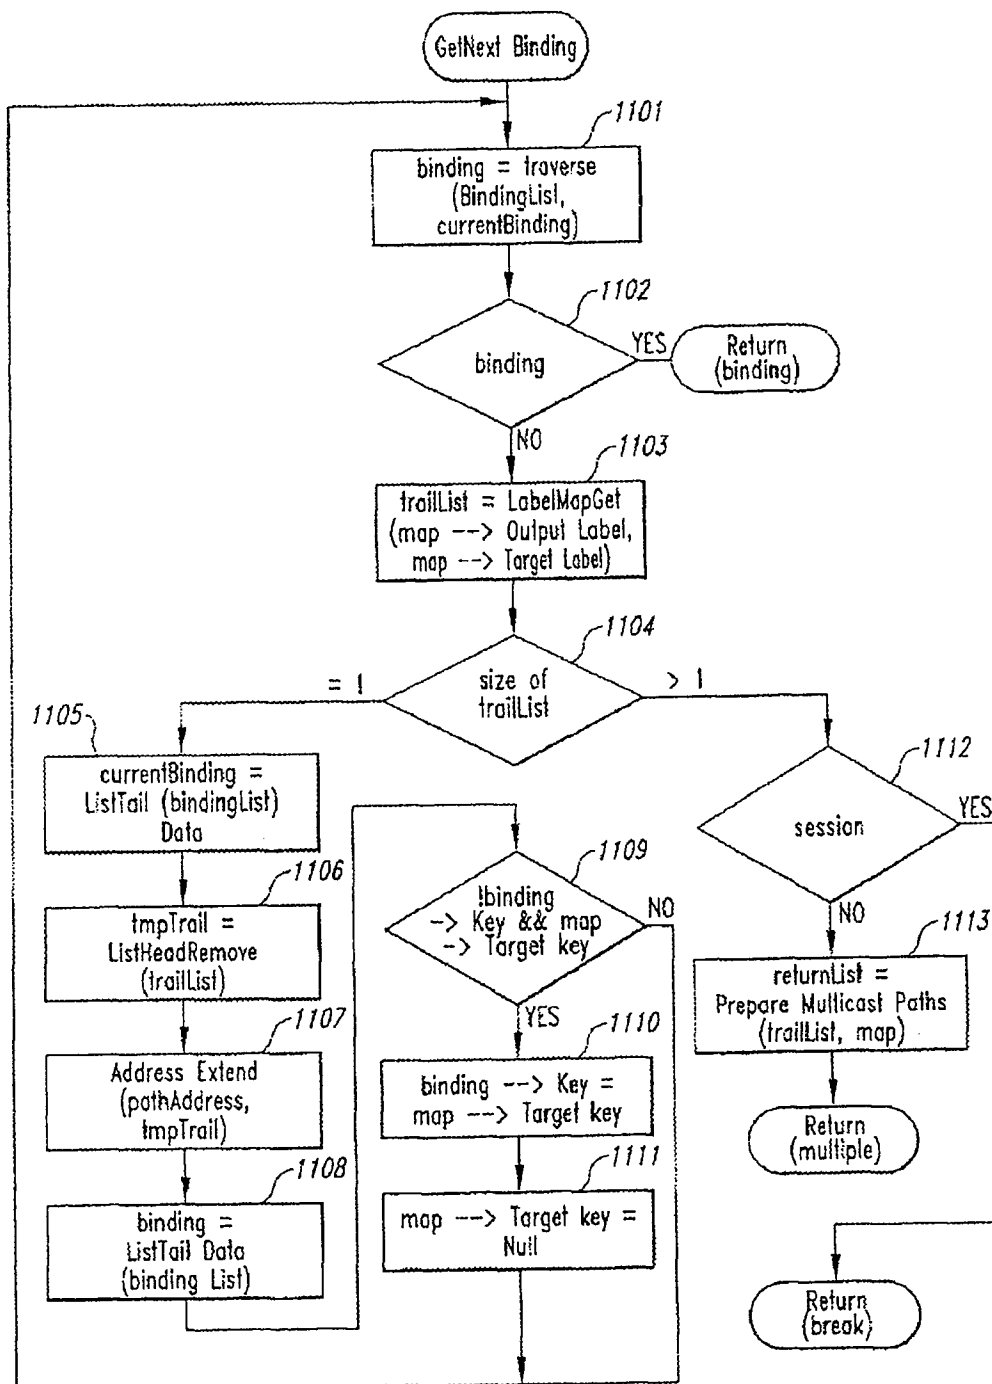 GetNext Binding
1101
binding = traverse
(BindingList,
currentBinding)
1102
binding
YES
Return
(binding)
NO
1103
trailList = LabelMapGet
(map --> Output Label,
map --> Target Label)
1104
size of
trailList
= 1
> 1
1105
currentBinding =
ListTail (bindingList)
Data
1106
tmpTrail =
ListHeadRemove
(trailList)
1107
Address Extend
(pathAddress,
tmpTrail)
1108
binding =
ListTail Data
(binding List)
1109
!binding
-> Key && map
-> Target key
NO
YES
1110
binding --> Key =
map --> Target key
1111
map --> Target key =
Null
1112
session
YES
NO
1113
returnList =
Prepare Multicast Paths
(trailList, map)
Return
(multiple)
Return
(break)